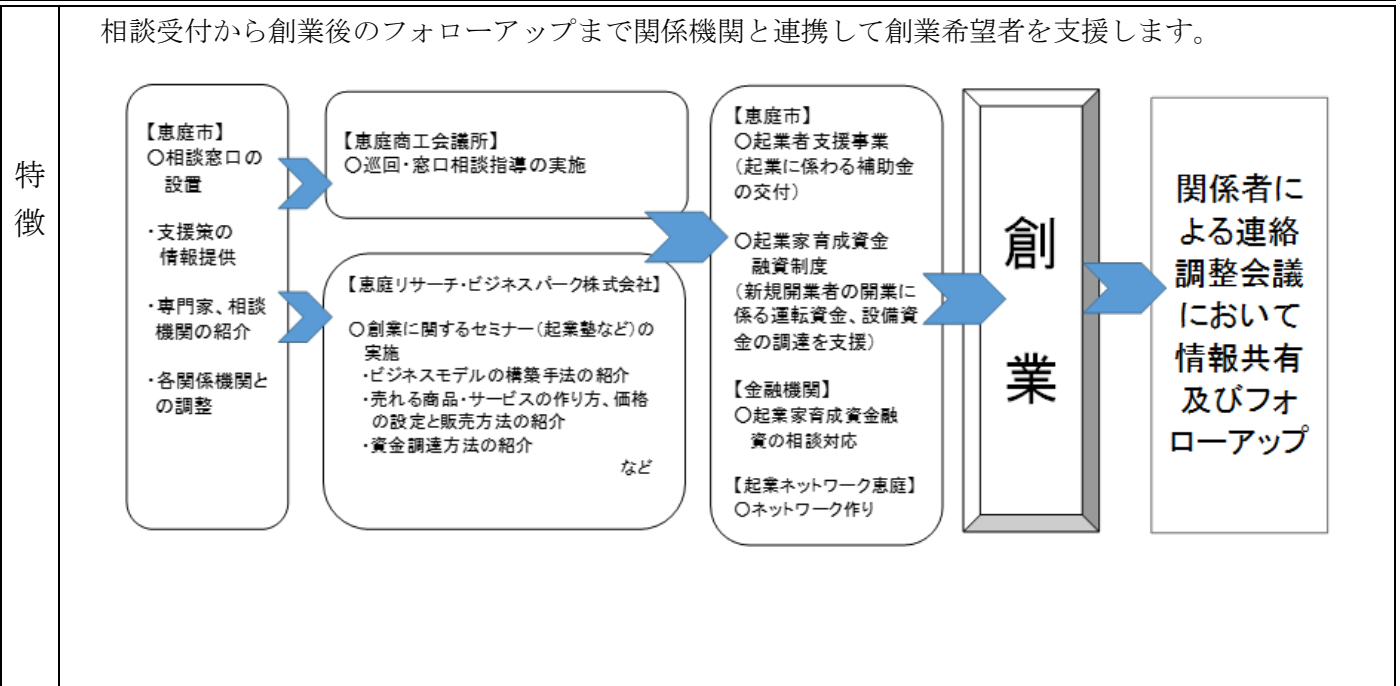 特徴
相談受付から創業後のフォローアップまで関係機関と連携して創業希望者を支援します。
【恵庭市】
○相談窓口の
設置
・支援策の
情報提供
・専門家、相談
機関の紹介
・各関係機関と
の調整
【恵庭商工会議所】
○巡回・窓口相談指導の実施
【恵庭リサーチ・ビジネスパーク株式会社】
○創業に関するセミナー(起業塾など)の
実施
・ビジネスモデルの構築手法の紹介
・売れる商品・サービスの作り方、価格
の設定と販売方法の紹介
・資金調達方法の紹介
など
【恵庭市】
○起業者支援事業
(起業に係わる補助金
の交付)
○起業家育成資金
融資制度
(新規開業者の開業に
係る運転資金、設備資
金の調達を支援)
【金融機関】
○起業家育成資金融
資の相談対応
【起業ネットワーク恵庭】
○ネットワーク作り
創業
関係者に
よる連絡
調整会議
において
情報共有
及びフォ
ローアップ